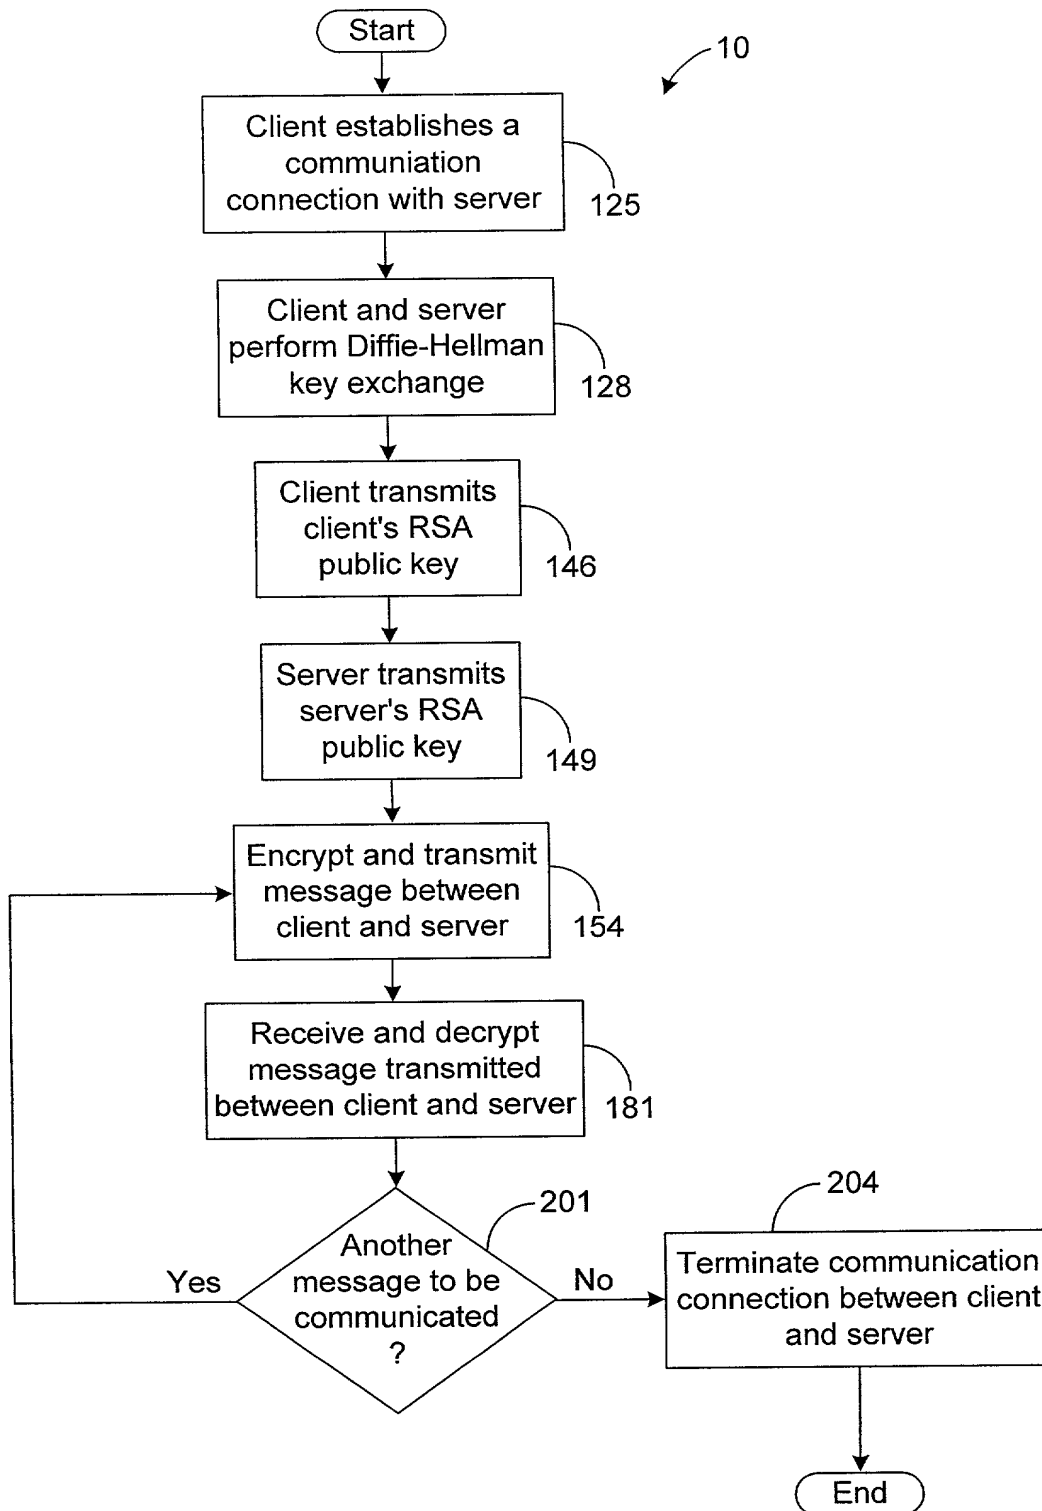 Start
10
Client establishes a
communiation
connection with server
125
Client and server
perform Diffie-Hellman
key exchange
128
Client transmits
client's RSA
public key
146
Server transmits
server's RSA
public key
149
Encrypt and transmit
message between
client and server
154
Receive and decrypt
message transmitted
between client and server
181
201
Another
message to be
communicated
?
Yes
No
204
Terminate communication
connection between client
and server
End